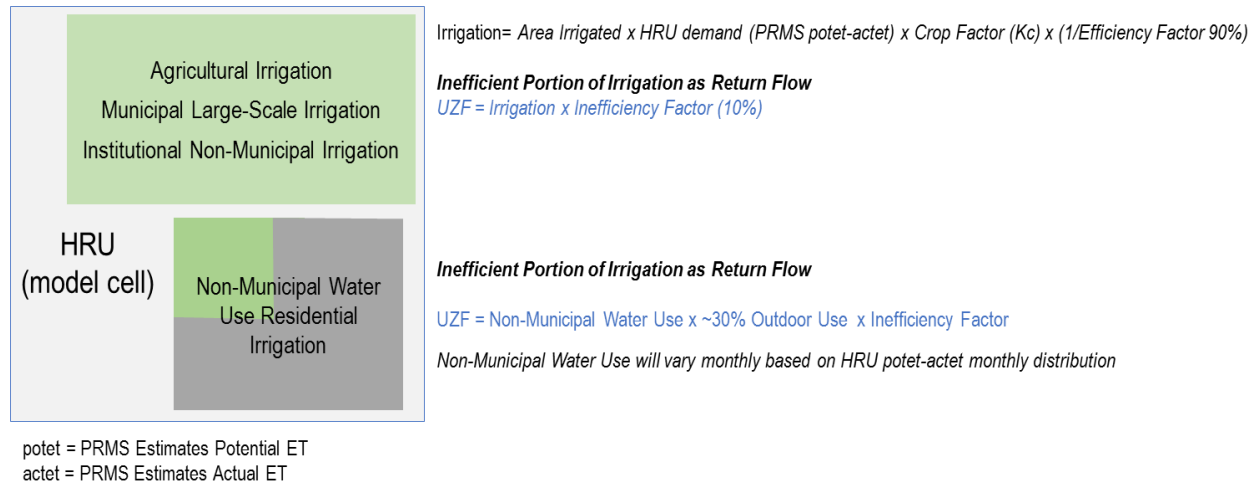 Irrigation= Area Irrigated x HRU demand (PRMS potet-actet) x Crop Factor (Kc) x (1/Efficiency Factor 90%)
Agricultural Irrigation
Municipal Large-Scale Irrigation
Institutional Non-Municipal Irrigation
Inefficient Portion of Irrigation as Return Flow
UZF = Irrigation x Inefficiency Factor (10%)
HRU
(model cell)
Non-Municipal Water
Use Residential
Irrigation
Inefficient Portion of Irrigation as Return Flow
UZF = Non-Municipal Water Use x ~30% Outdoor Use x Inefficiency Factor
Non-Municipal Water Use will vary monthly based on HRU potet-actet monthly distribution
potet = PRMS Estimates Potential ET
actet = PRMS Estimates Actual ET